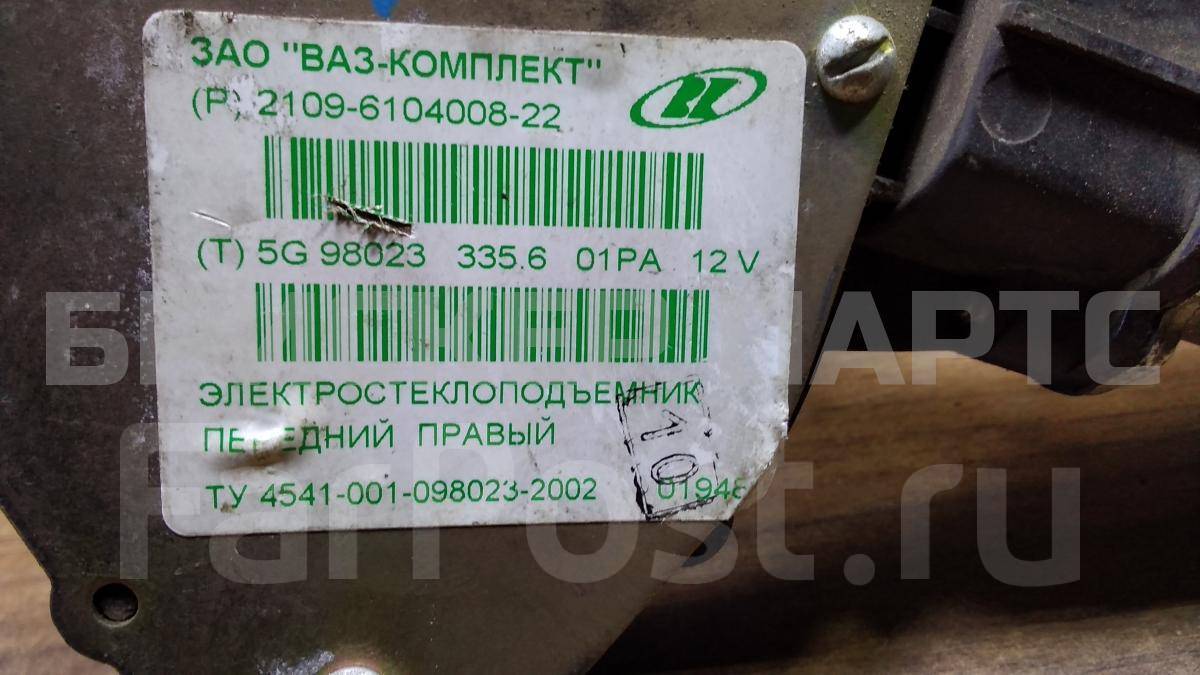 ЗАО "ВАЗ-КОМПЛЕКТ"
(P) 2109-6104008-22
(T) 5G 98023 335.6 01PA 12 V
ЭЛЕКТРОСТЕКЛОПОДЪЕМНИК
ПЕРЕДНИЙ ПРАВЫЙ
10
ТУ 4541-001-098023-2002 01948
FarPost.ru